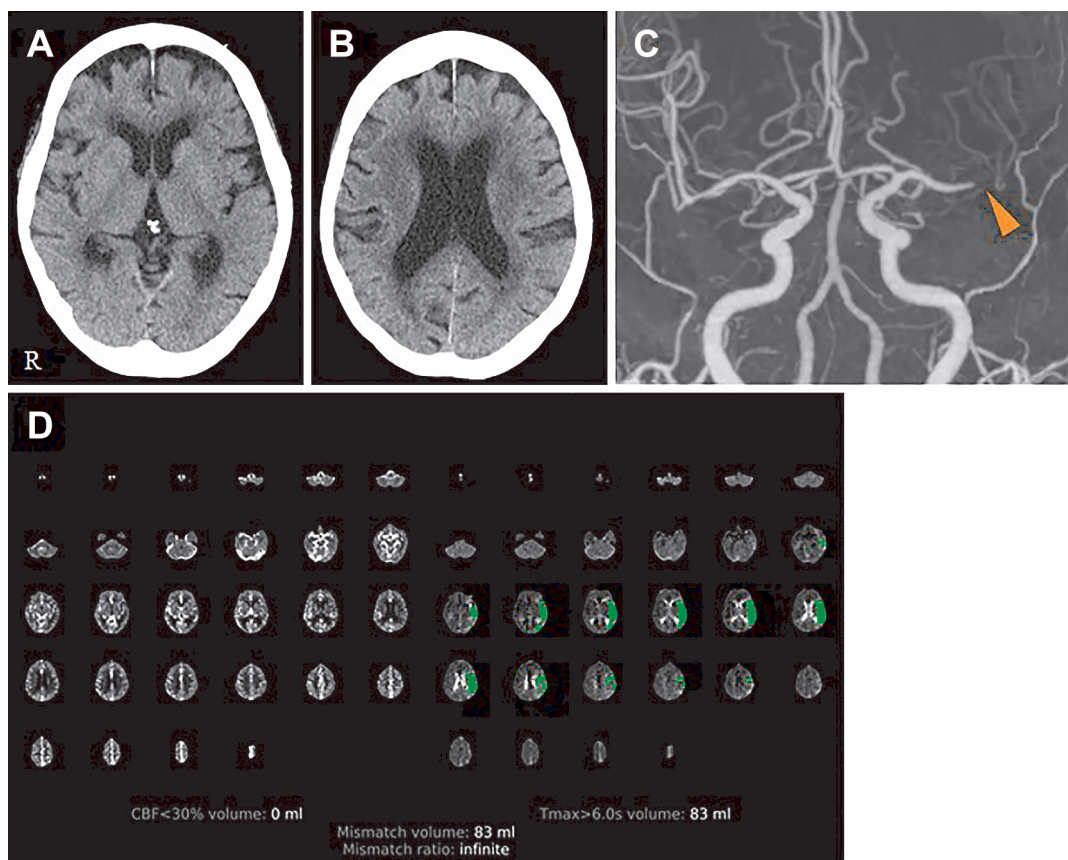 A
B
C
R
D
CBF<30% volume: 0 ml
Tmax>6.0s volume: 83 ml
Mismatch volume: 83 ml
Mismatch ratio: infinite